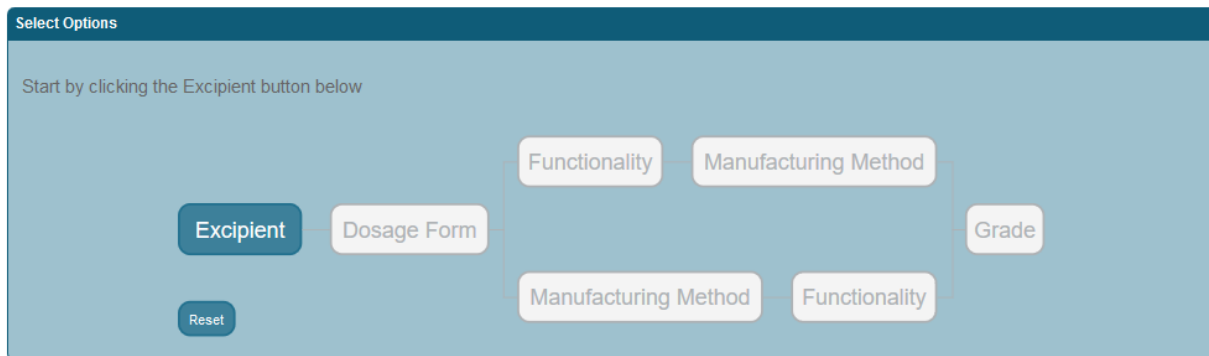 Select Options
Start by clicking the Excipient button below
Functionality
Manufacturing Method
Excipient
Dosage Form
Grade
Manufacturing Method
Functionality
Reset